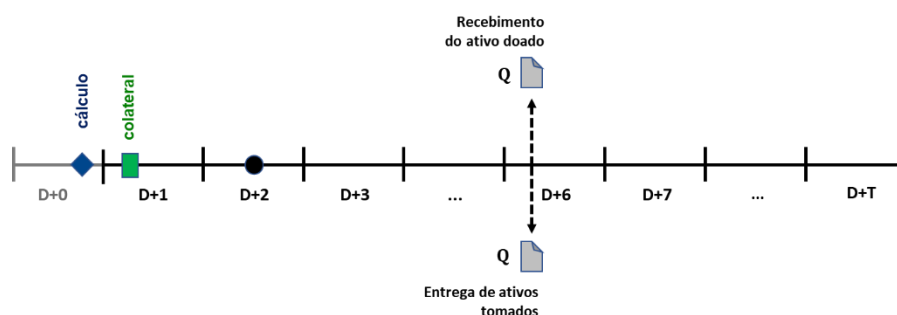 Recebimento
do ativo doado
Q
cálculo
colateral
D+0
D+1
D+2
D+3
...
D+6
D+7
...
D+T
Q
Entrega de ativos
tomados